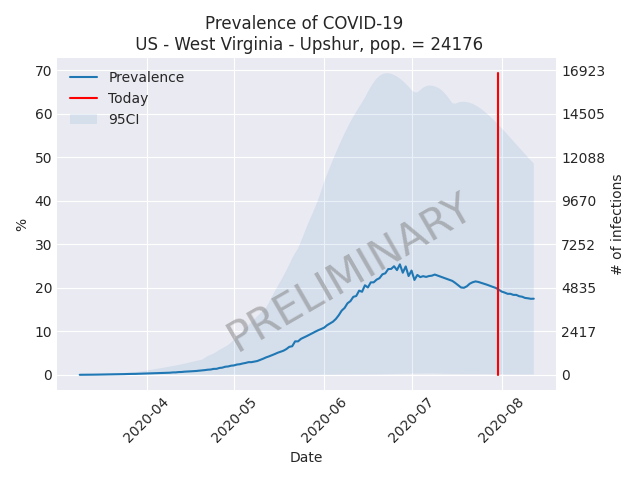 Prevalence of COVID-19
US - West Virginia - Upshur, pop. = 24176
Prevalence
Today
95CI
PRELIMINARY
%
70
60
50
40
30
20
10
0
16923
14505
12088
9670
7252
4835
2417
0
# of infections
2020-04
2020-05
2020-06
2020-07
2020-08
Date